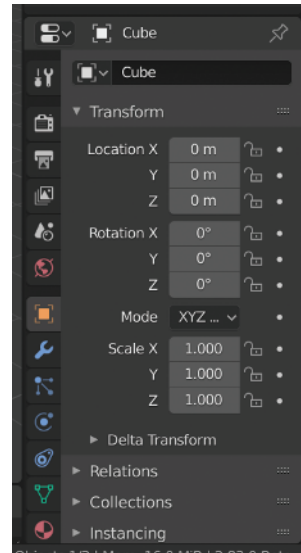 Cube
Cube
Transform
Location X 0 m
Y 0 m
Z 0 m
Rotation X 0°
Y 0°
Z 0°
Mode XYZ ...
Scale X 1.000
Y 1.000
Z 1.000
Delta Transform
Relations
Collections
Instancing